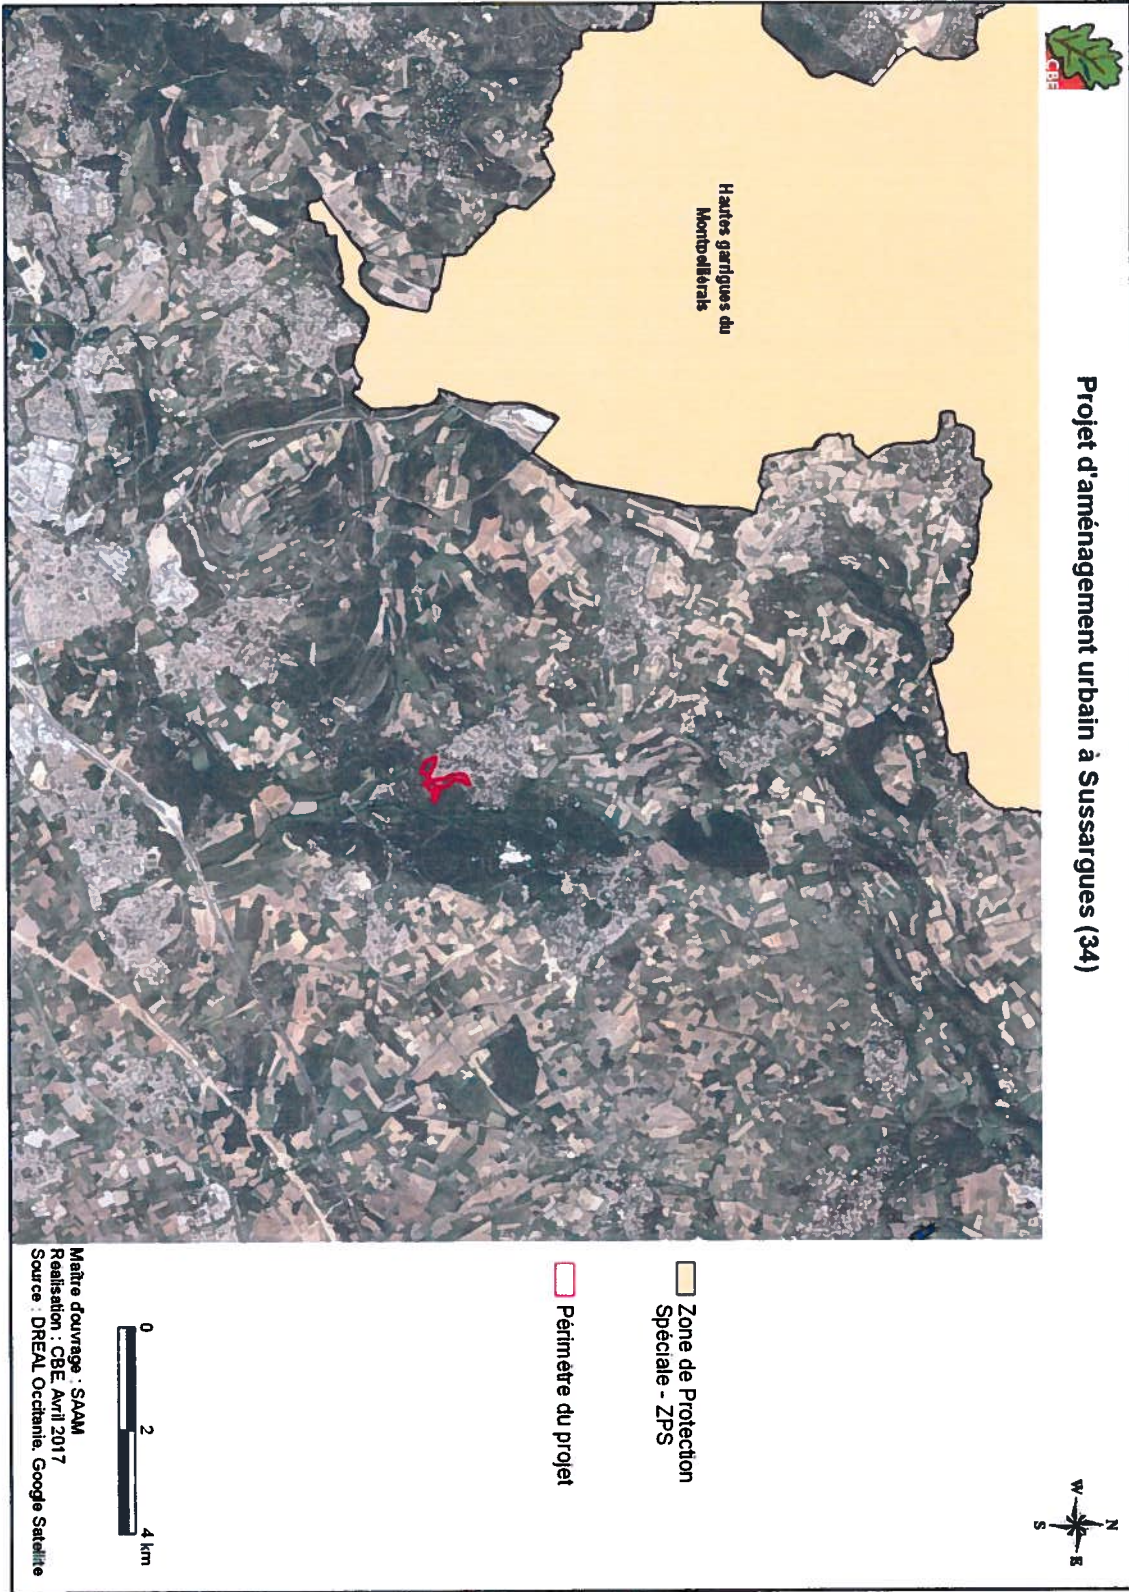 Projet d'aménagement urbain à Sussargues (34)
CBE
N
W
E
S
Hautes garrigues du
Montpelliérais
Zone de Protection
Spéciale - ZPS
Périmètre du projet
0 2 4 km
Maître d'ouvrage : SAAM
Réalisation : CBE, Avril 2017
Source : DREAL Occitanie, Google Satellite